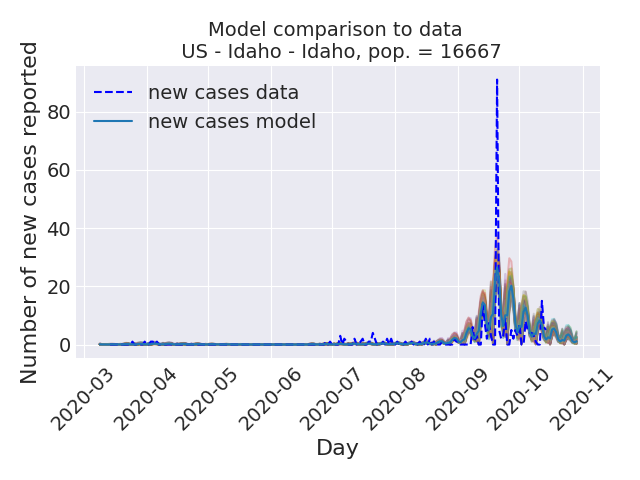 Model comparison to data
US - Idaho - Idaho, pop. = 16667
Number of new cases reported
new cases data
new cases model
80
60
40
20
0
2020-03
2020-04
2020-05
2020-06
2020-07
2020-08
2020-09
2020-10
2020-11
Day